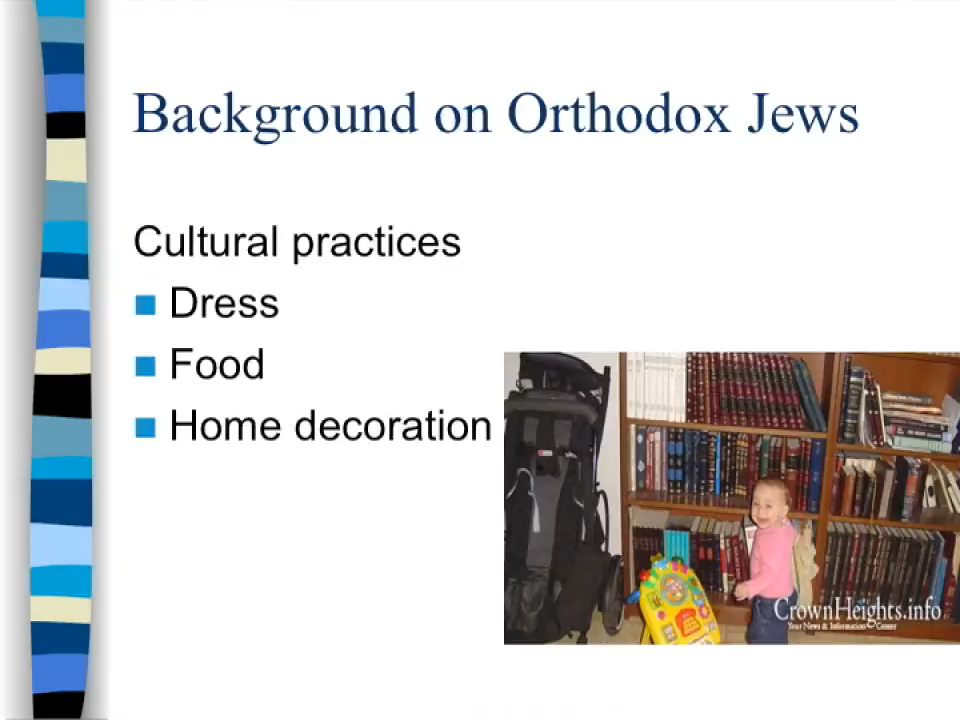 Background on Orthodox Jews
Cultural practices
Dress
Food
Home decoration
CrownHeights.info
Your News & Information Center